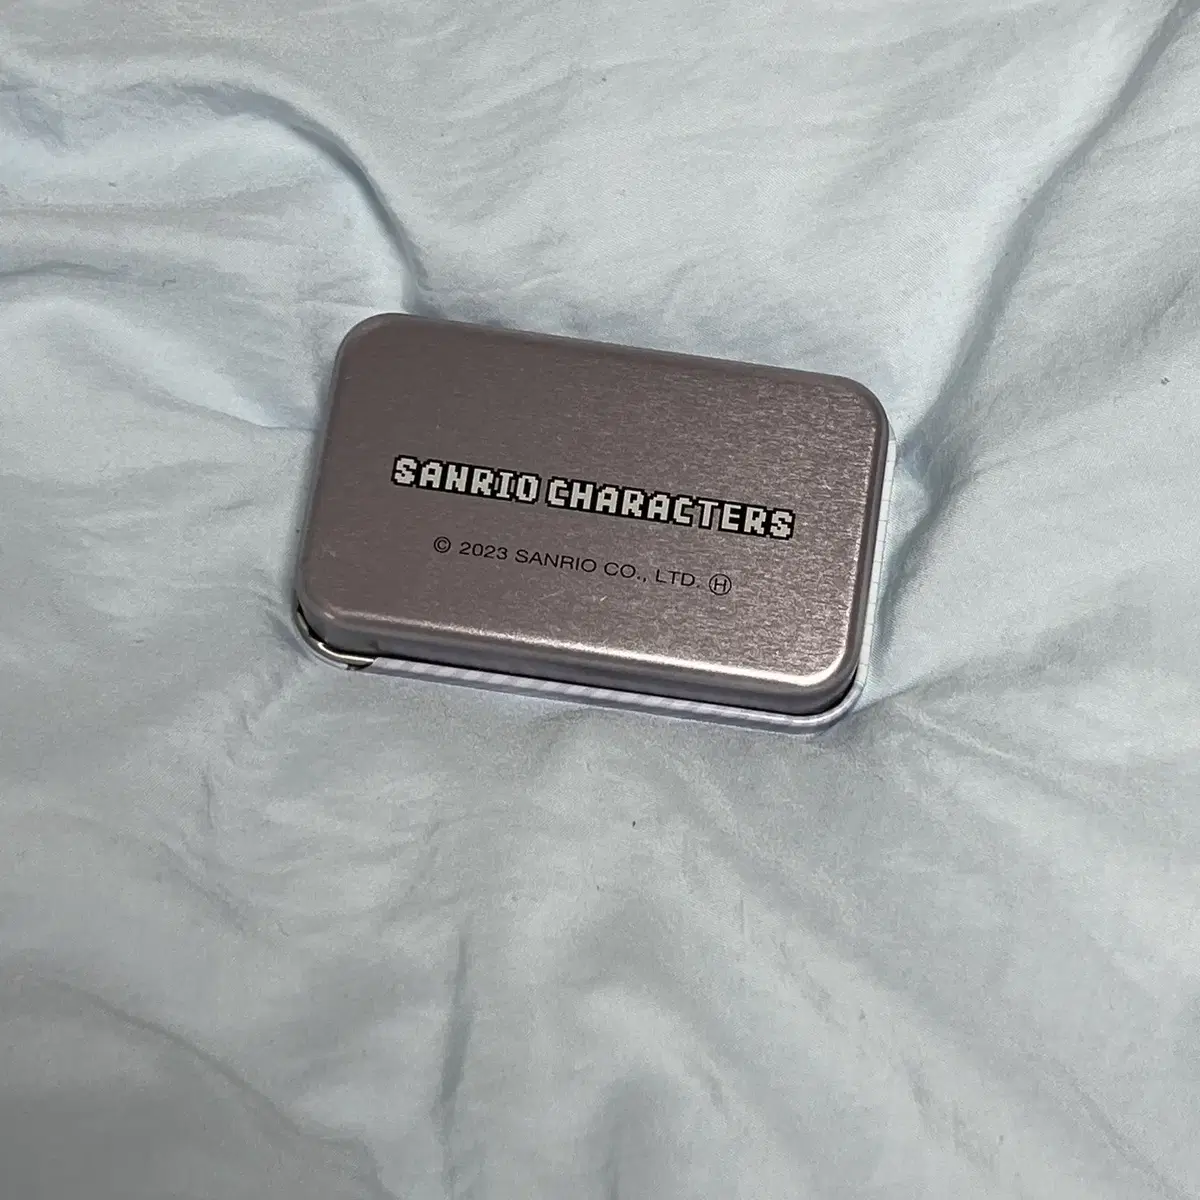 SANRIO CHARACTERS
© 2023 SANRIO CO., LTD. Ⓗ